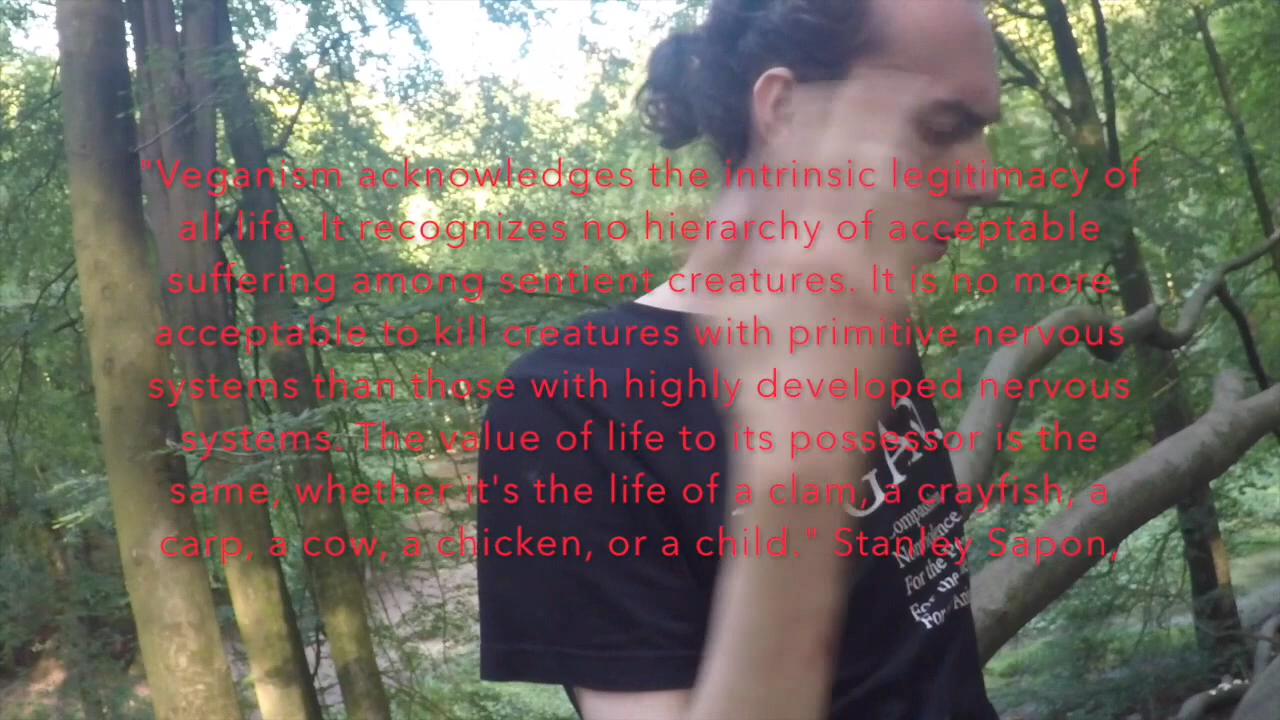 "Veganism acknowledges the intrinsic legitimacy of
all life. It recognizes no hierarchy of acceptable
suffering among sentient creatures. It is no more
acceptable to kill creatures with primitive nervous
systems than those with highly developed nervous
systems. The value of life to its possessor is the
same, whether it's the life of a clam, a crayfish, a
carp, a cow, a chicken, or a child." Stanley Sapon,
For the